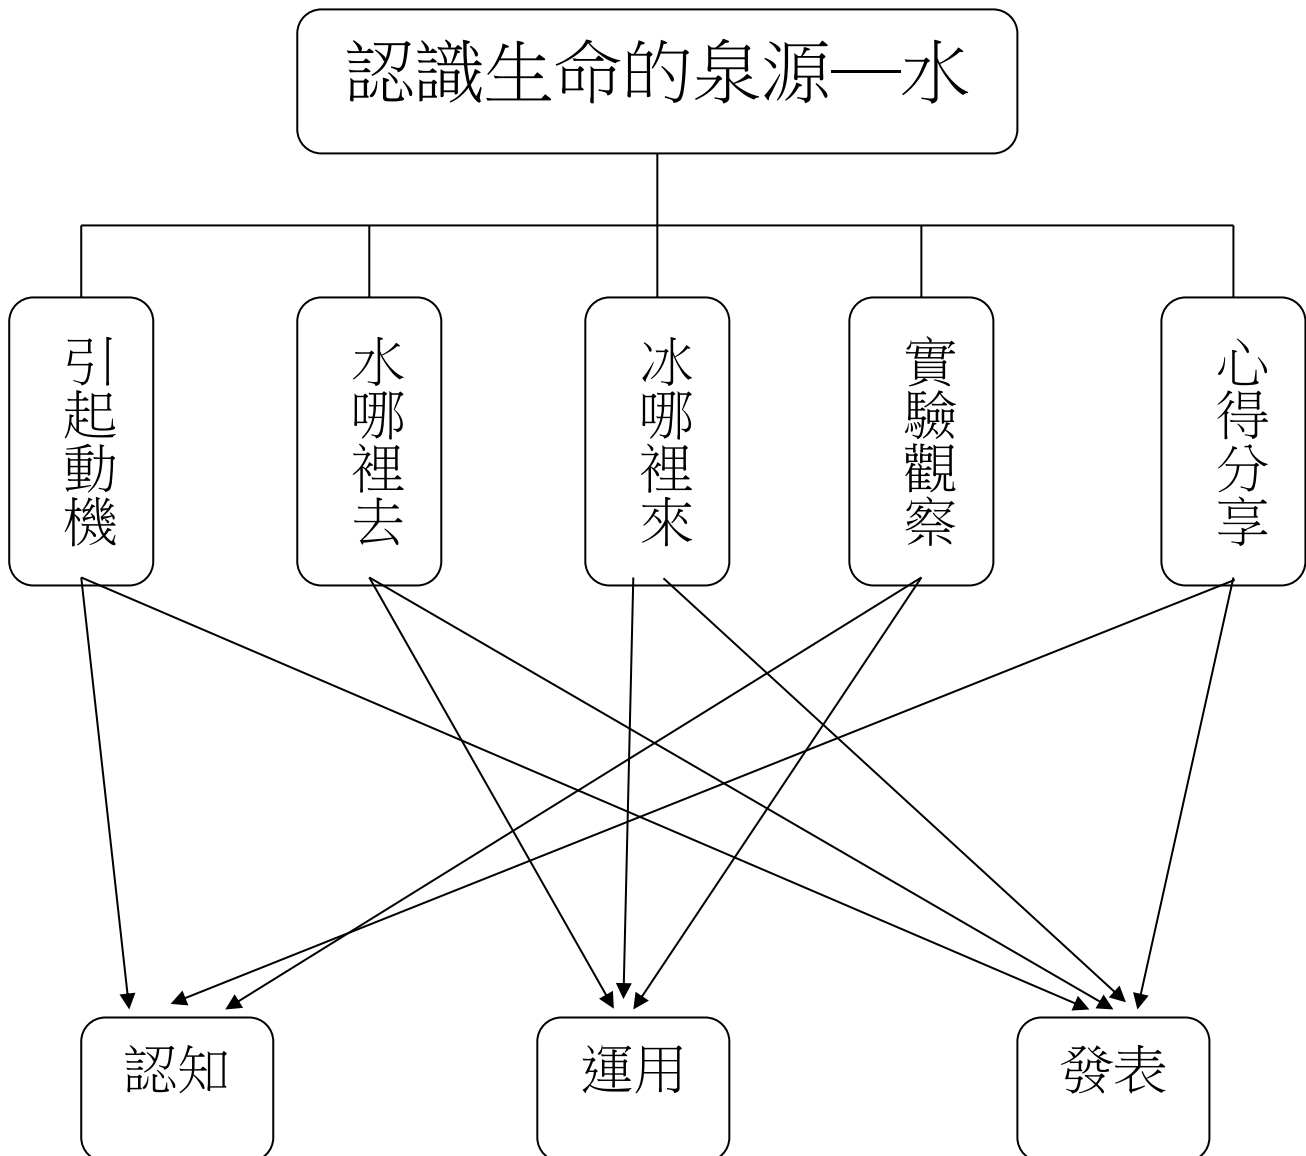 認識生命的泉源—水
引起動機
水哪裡去
冰哪裡來
實驗觀察
心得分享
認知
運用
發表